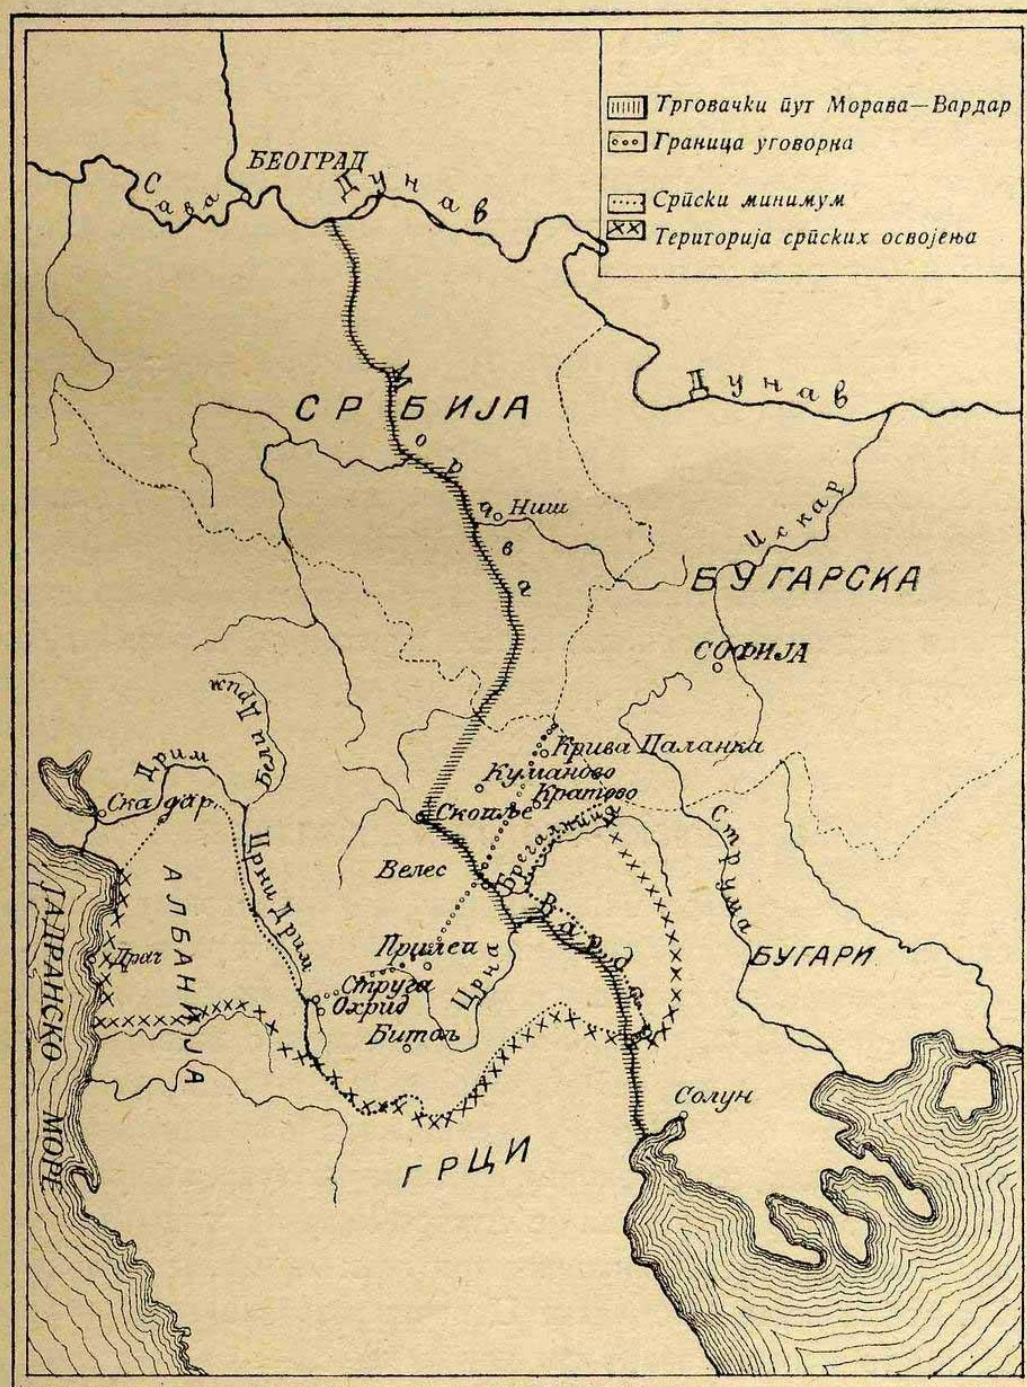 Трговачки пут Морава—Вардар
Граница уговорна
Српски минимум
Територија српских освојења
БЕОГРАД
Сава
Дунав
Дунав
СРБИЈА
Морава
Ниш
Искар
БУГАРСКА
СОФИЈА
Бели Дрим
Дрим
Скадар
Крива Паланка
Куманово
Кратово
Скопље
Брегалница
Струма
Велес
Вардар
АЛБАНИЈА
Црни Дрим
ЈАДРАНСКО МОРЕ
Драч
Прилеп
Црна
БУГАРИ
Струга
Охрид
Битољ
Солун
ГРЦИ